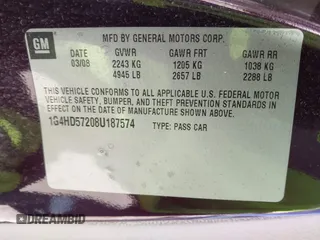 GM
MFD BY GENERAL MOTORS CORP.
03/08 GVWR GAWR FRT GAWR RR
2243 KG 1205 KG 1038 KG
4945 LB 2657 LB 2288 LB
THIS VEHICLE CONFORMS TO ALL APPLICABLE U.S. FEDERAL MOTOR
VEHICLE SAFETY, BUMPER, AND THEFT PREVENTION STANDARDS
IN EFFECT ON THE DATE OF MANUFACTURE SHOWN ABOVE.
1G4HD57208U187574 TYPE: PASS CAR
DREAMBID